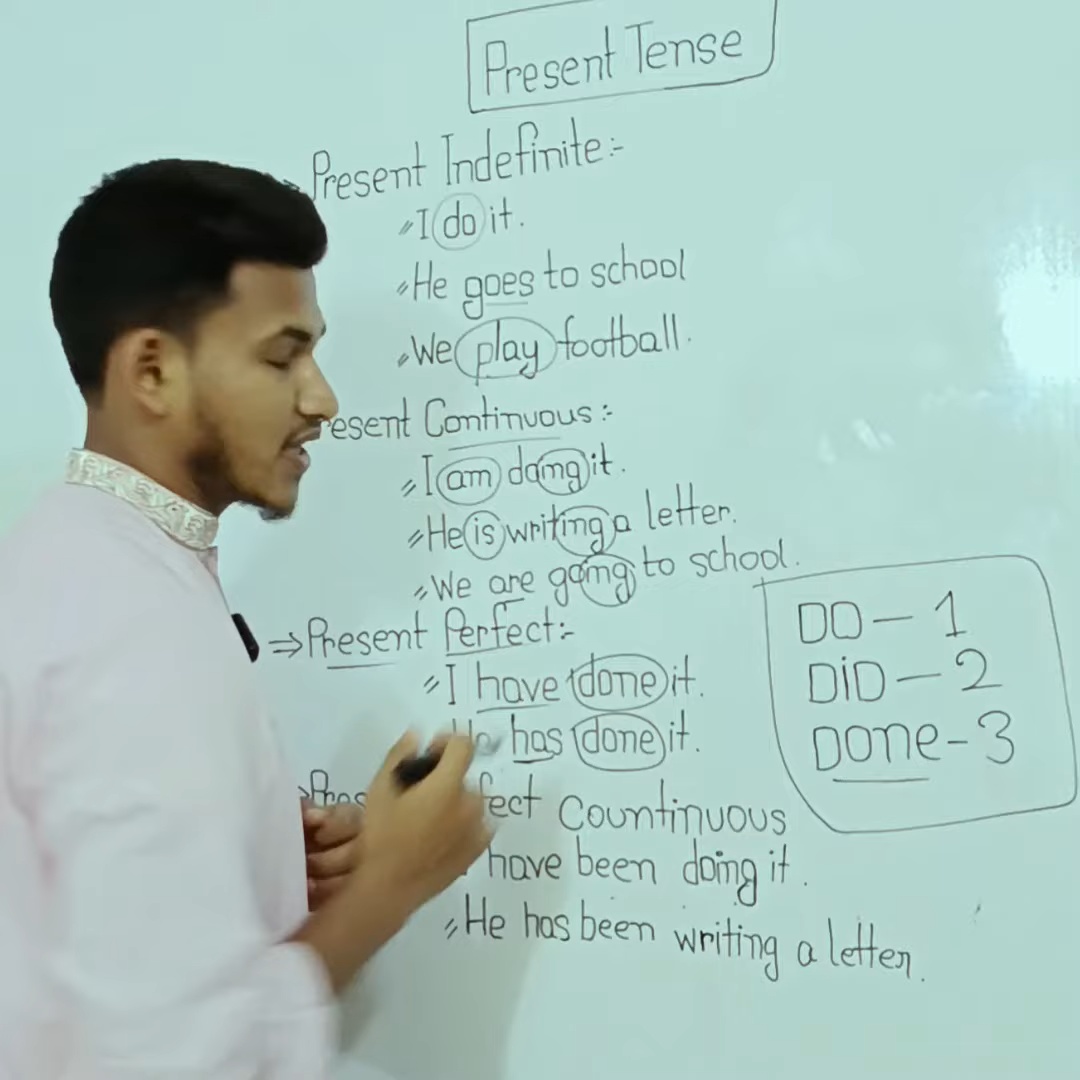 Present Tense
Present Indefinite:-
I do it.
He goes to school
We play football.
resent Continuous:-
I am doing it.
He is writing a letter.
We are going to school.
⇒Present Perfect:-
I have done it.
has done it.
Pres fect Countinuous
have been doing it.
He has been writing a letter.
DO — 1
DiD — 2
DONe - 3